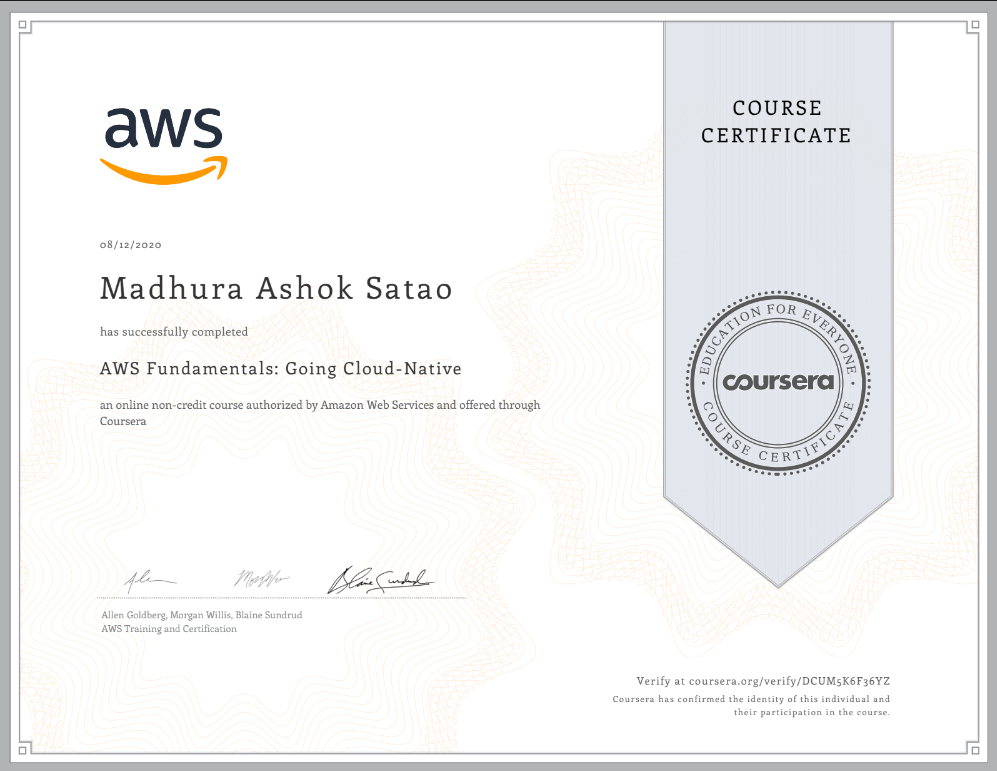 aws
COURSE
CERTIFICATE
08/12/2020
Madhura Ashok Satao
has successfully completed
AWS Fundamentals: Going Cloud-Native
an online non-credit course authorized by Amazon Web Services and offered through
Coursera
EDUCATION FOR EVERYONE
coursera
COURSE CERTIFICATE
Blaine Sundrud
Allen Goldberg, Morgan Willis, Blaine Sundrud
AWS Training and Certification
Verify at coursera.org/verify/DCUM5K6F36YZ
Coursera has confirmed the identity of this individual and
their participation in the course.